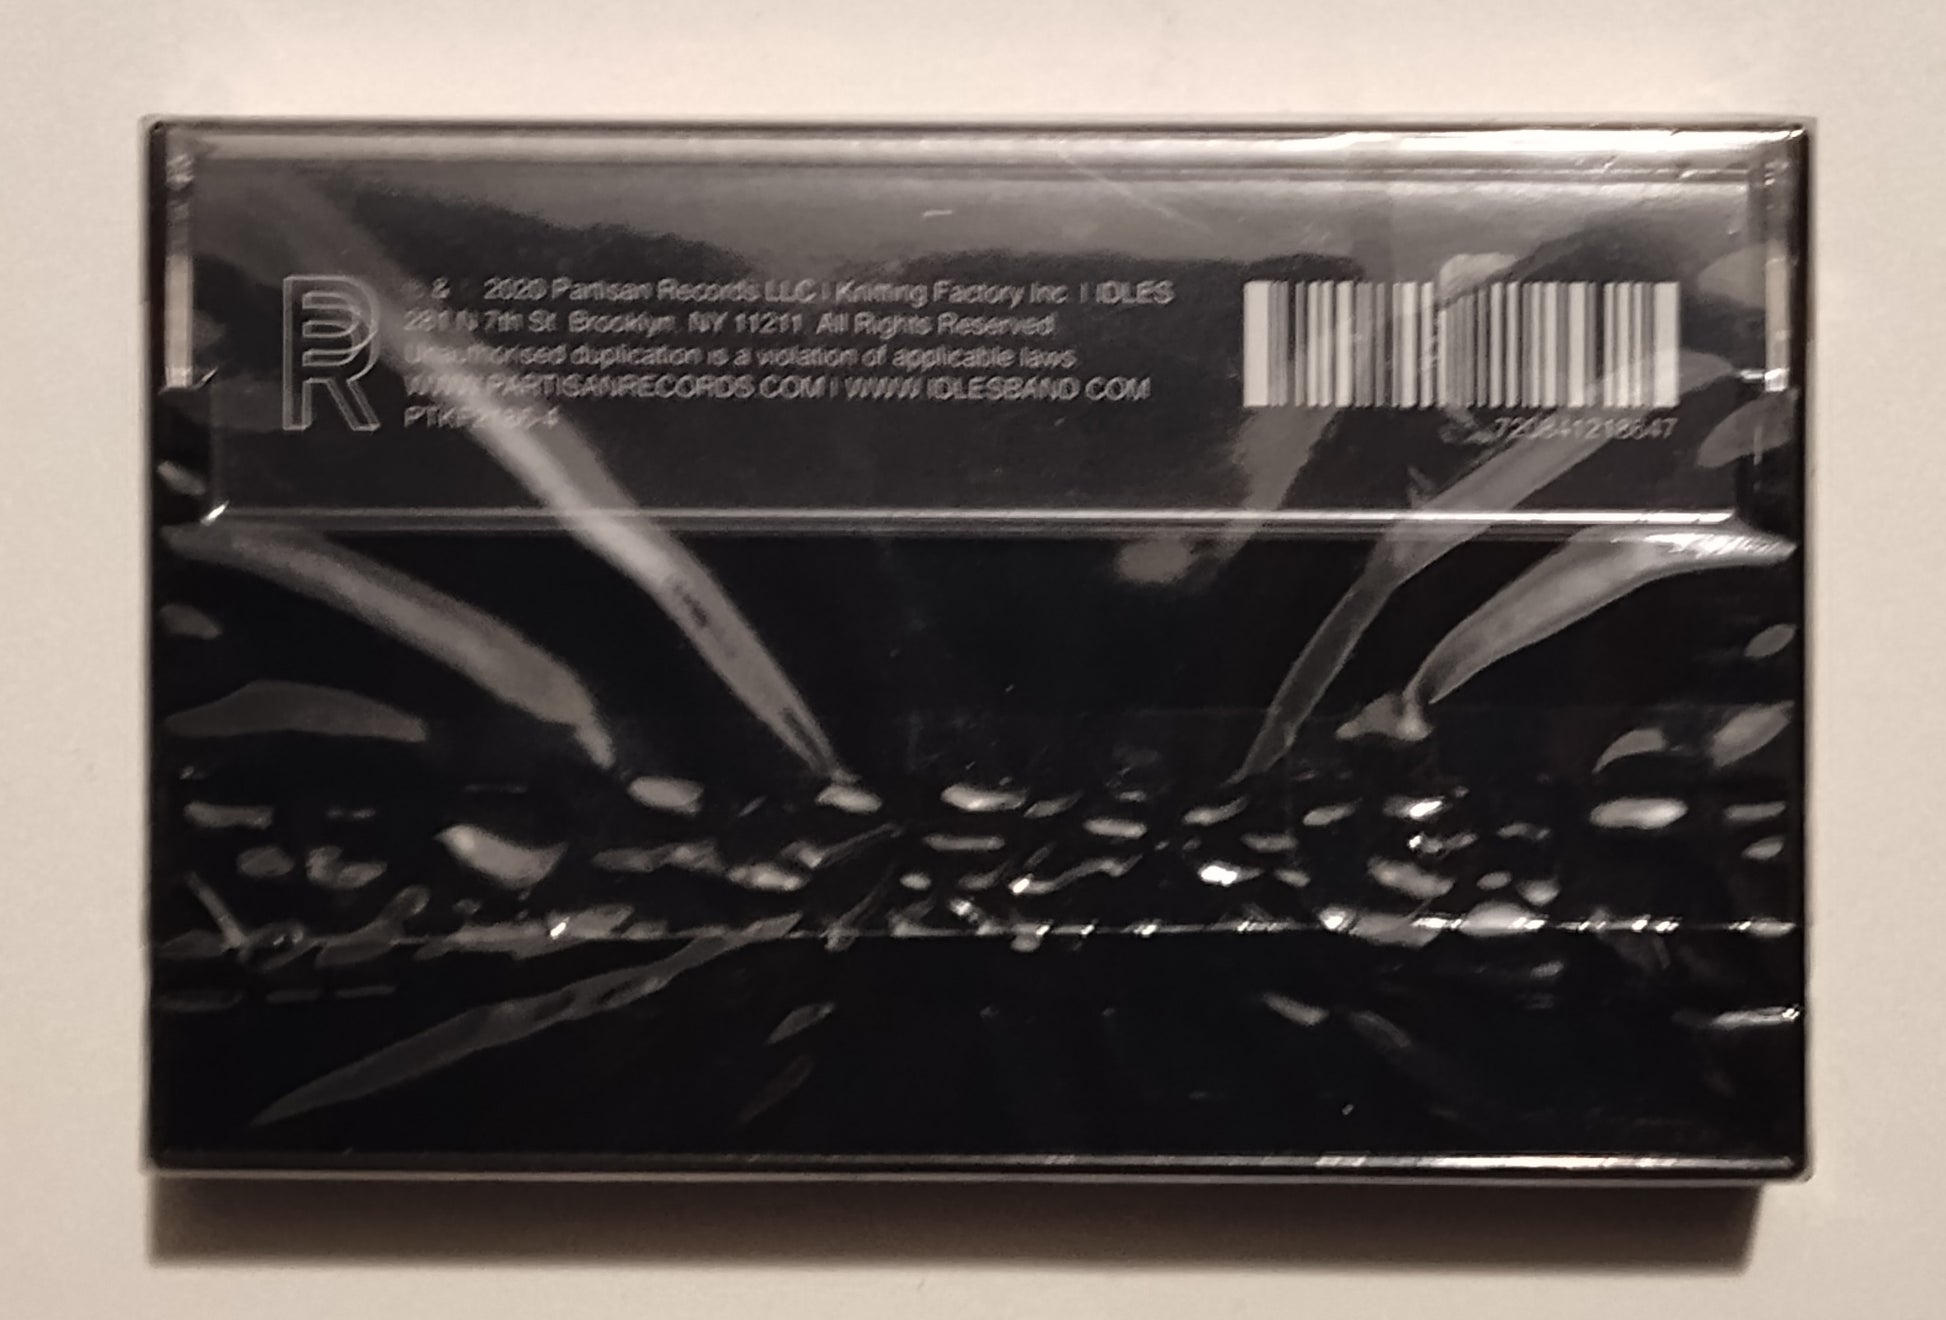 & 2020 Partisan Records LLC | Knitting Factory Inc | IDLES
281 N 7th St. Brooklyn, NY 11211. All Rights Reserved
Unauthorised duplication is a violation of applicable laws
WWW.PARTISANRECORDS.COM | WWW.IDLESBAND.COM
720841218647